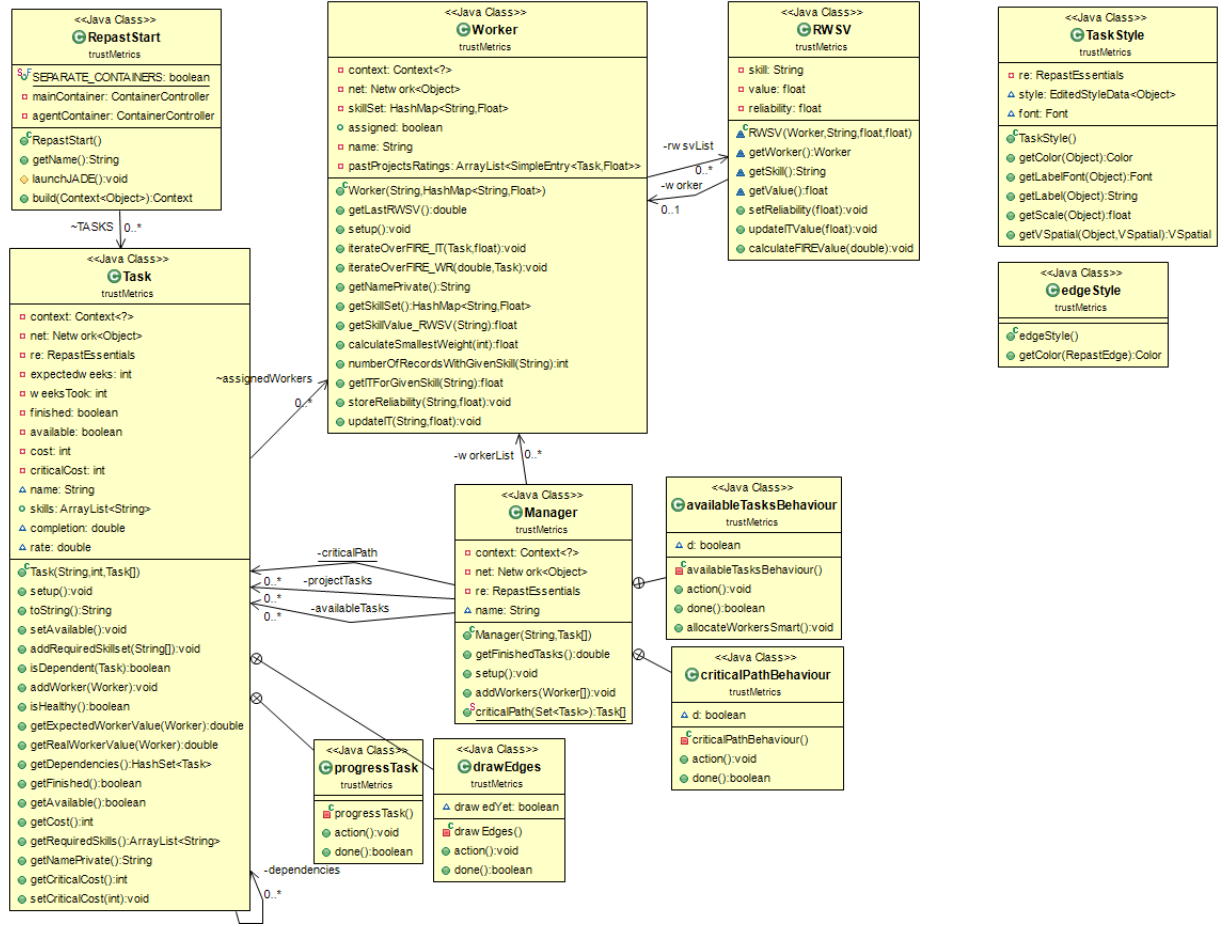 <<Java Class>>
RepastStart
trustMetrics
SEPARATE_CONTAINERS: boolean
mainContainer: ContainerController
agentContainer: ContainerController
RepastStart()
getName():String
launchJADE():void
build(Context<Object>):Context
~TASKS
0..*
<<Java Class>>
Task
trustMetrics
context: Context<?>
net: Network<Object>
re: RepastEssentials
expectedweeks: int
weeksTook: int
finished: boolean
available: boolean
cost: int
criticalCost: int
name: String
skills: ArrayList<String>
completion: double
rate: double
Task(String,int,Task[])
setup():void
toString():String
setAvailable():void
addRequiredSkillset(String[]):void
isDependent(Task):boolean
addWorker(Worker):void
isHealthy():boolean
getExpectedWorkerValue(Worker):double
getRealWorkerValue(Worker):double
getDependencies():HashSet<Task>
getFinished():boolean
getAvailable():boolean
getCost():int
getRequiredSkills():ArrayList<String>
getNamePrivate():String
getCriticalCost():int
setCriticalCost(int):void
-dependencies
0..*
~assignedWorkers
0..*
<<Java Class>>
Worker
trustMetrics
context: Context<?>
net: Network<Object>
skillSet: HashMap<String,Float>
assigned: boolean
name: String
pastProjectsRatings: ArrayList<SimpleEntry<Task,Float>>
Worker(String,HashMap<String,Float>)
getLastRWSV():double
setup():void
iterateOverFIRE_IT(Task,float):void
iterateOverFIRE_WR(double,Task):void
getNamePrivate():String
getSkillSet():HashMap<String,Float>
getSkillValue_RWSV(String):float
calculateSmallestWeight(int):float
numberOfRecordsWithGivenSkill(String):int
getITForGivenSkill(String):float
storeReliability(String,float):void
updateIT(String,float):void
-rwsvList
0..*
-worker
0..1
<<Java Class>>
RWSV
trustMetrics
skill: String
value: float
reliability: float
RWSV(Worker,String,float,float)
getWorker():Worker
getSkill():String
getValue():float
setReliability(float):void
updateITValue(float):void
calculateFIREValue(double):void
<<Java Class>>
TaskStyle
trustMetrics
re: RepastEssentials
style: EditedStyleData<Object>
font: Font
TaskStyle()
getColor(Object):Color
getLabelFont(Object):Font
getLabel(Object):String
getScale(Object):float
getVSpatial(Object,VSpatial):VSpatial
<<Java Class>>
edgeStyle
trustMetrics
edgeStyle()
getColor(RepastEdge):Color
-workerList
0..*
<<Java Class>>
Manager
trustMetrics
context: Context<?>
net: Network<Object>
re: RepastEssentials
name: String
Manager(String,Task[])
getFinishedTasks():double
setup():void
addWorkers(Worker[]):void
criticalPath(Set<Task>):Task[]
-criticalPath
0..*
-projectTasks
0..*
-availableTasks
0..*
<<Java Class>>
availableTasksBehaviour
trustMetrics
d: boolean
availableTasksBehaviour()
action():void
done():boolean
allocateWorkersSmart():void
<<Java Class>>
criticalPathBehaviour
trustMetrics
d: boolean
criticalPathBehaviour()
action():void
done():boolean
<<Java Class>>
progressTask
trustMetrics
progressTask()
action():void
done():boolean
<<Java Class>>
drawEdges
trustMetrics
drawedYet: boolean
drawEdges()
action():void
done():boolean